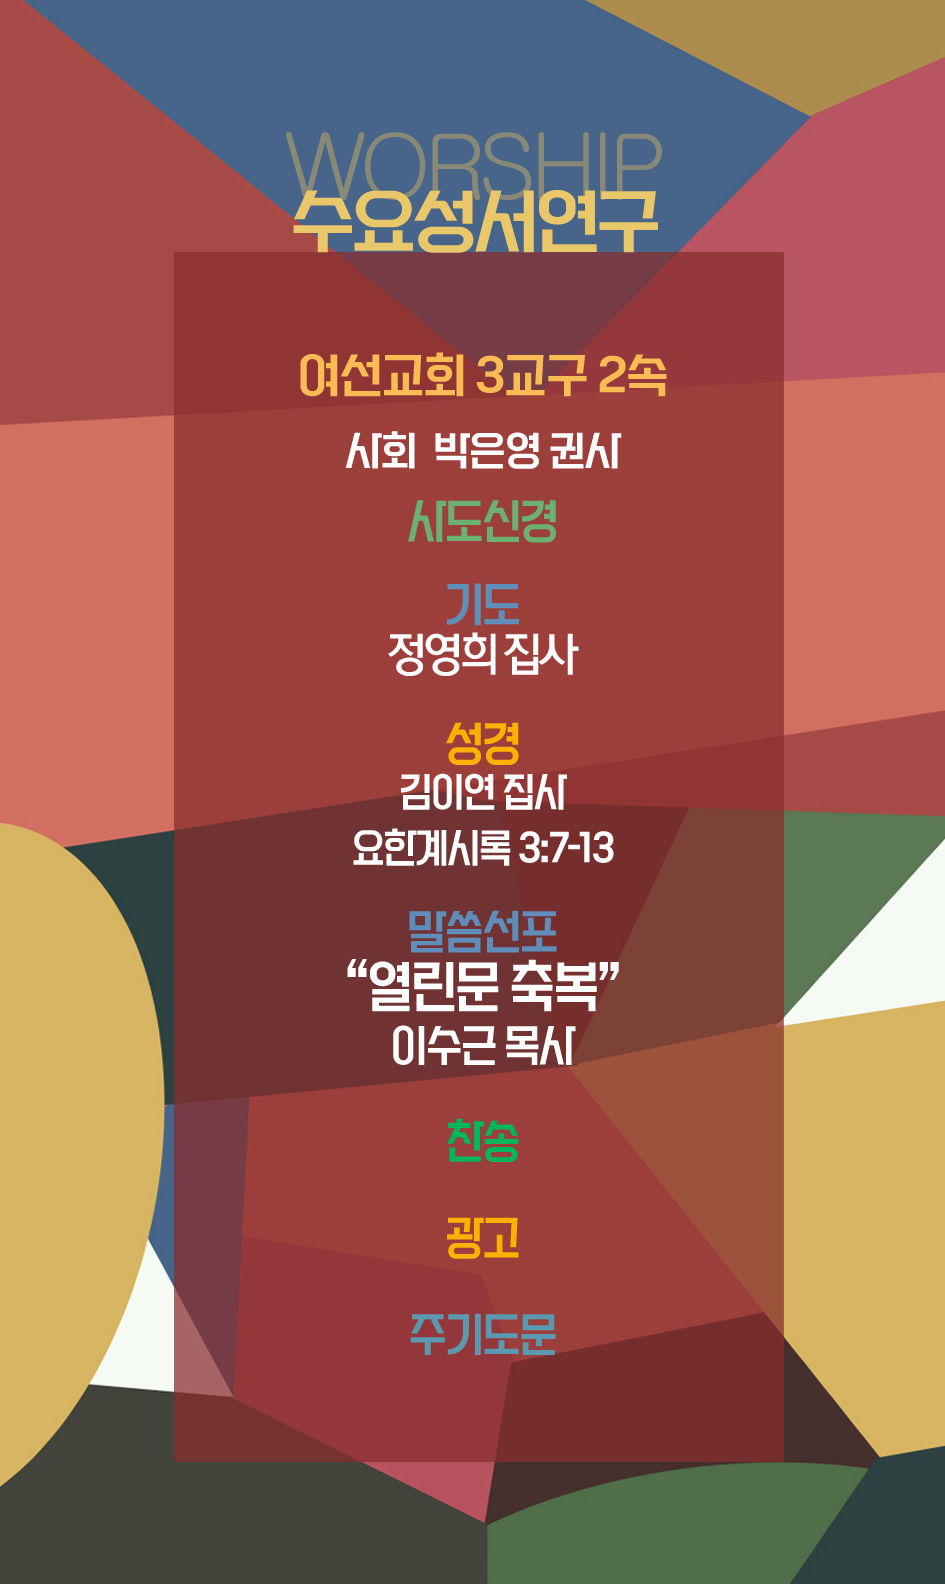 WORSHIP
수요성서연구
여선교회 3교구 2속
사회 박은영 권사
사도신경
기도
정영희 집사
성경
김이연 집사
요한계시록 3:7-13
말씀선포
“열린문 축복”
이수근 목사
찬송
광고
주기도문